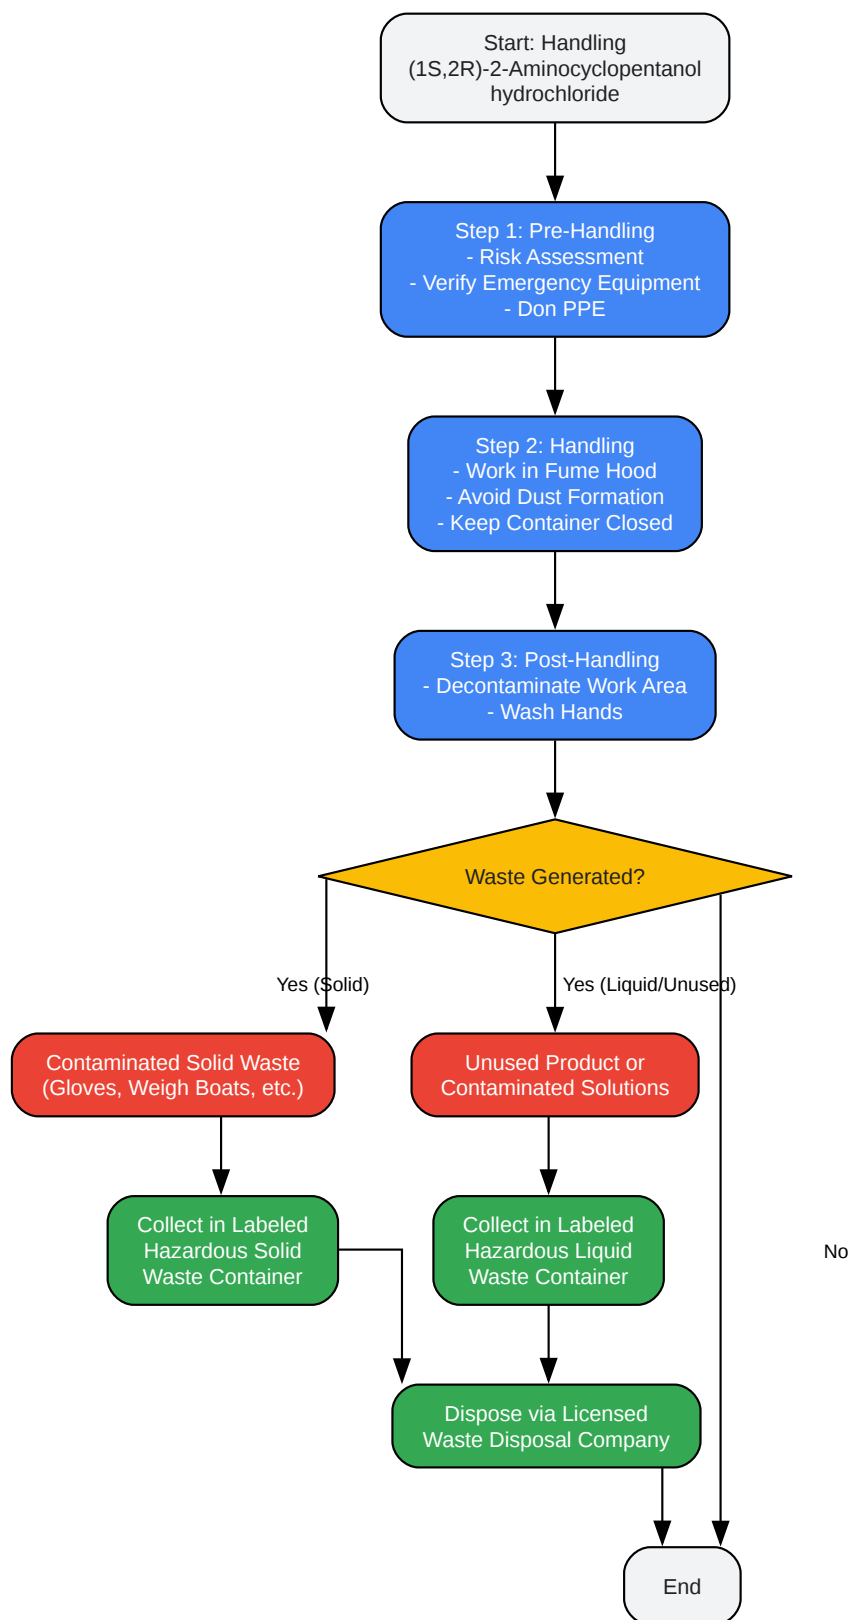 Start: Handling
(1S,2R)-2-Aminocyclopentanol
hydrochloride
Step 1: Pre-Handling
- Risk Assessment
- Verify Emergency Equipment
- Don PPE
Step 2: Handling
- Work in Fume Hood
- Avoid Dust Formation
- Keep Container Closed
Step 3: Post-Handling
- Decontaminate Work Area
- Wash Hands
Waste Generated?
Yes (Solid)
Yes (Liquid/Unused)
Contaminated Solid Waste
(Gloves, Weigh Boats, etc.)
Unused Product or
Contaminated Solutions
Collect in Labeled
Hazardous Solid
Waste Container
Collect in Labeled
Hazardous Liquid
Waste Container
No
Dispose via Licensed
Waste Disposal Company
End